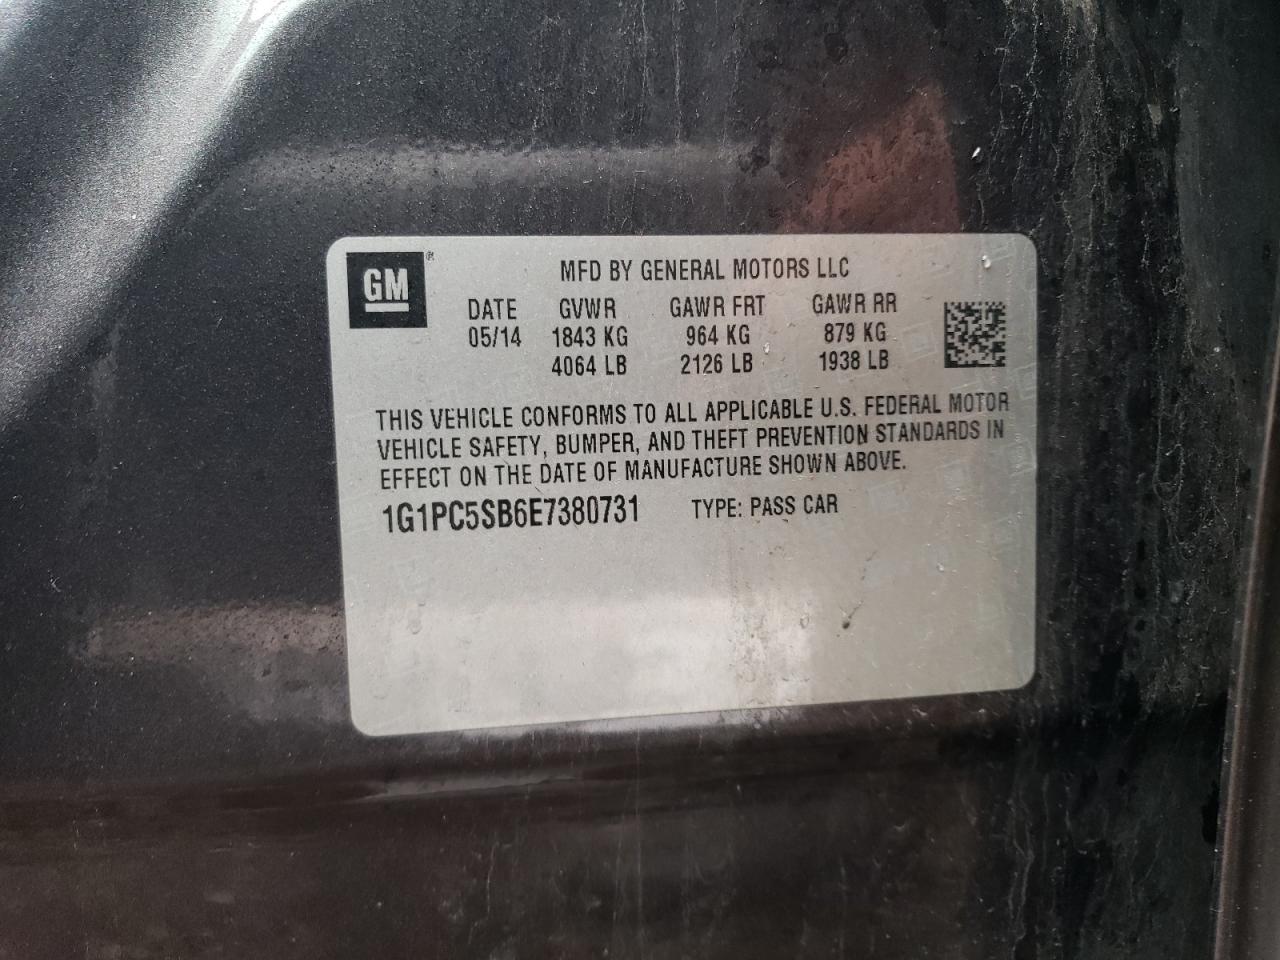 GM®
MFD BY GENERAL MOTORS LLC
DATE GVWR GAWR FRT GAWR RR
05/14 1843 KG 964 KG 879 KG
4064 LB 2126 LB 1938 LB
THIS VEHICLE CONFORMS TO ALL APPLICABLE U.S. FEDERAL MOTOR
VEHICLE SAFETY, BUMPER, AND THEFT PREVENTION STANDARDS IN
EFFECT ON THE DATE OF MANUFACTURE SHOWN ABOVE.
1G1PC5SB6E7380731 TYPE: PASS CAR